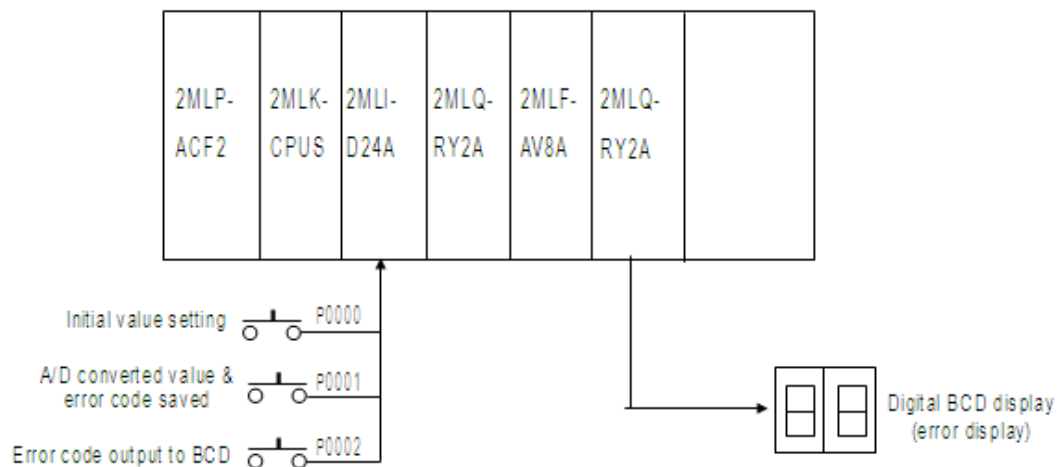 2MLP-
ACF2
2MLK-
CPUS
2MLI-
D24A
2MLQ-
RY2A
2MLF-
AV8A
2MLQ-
RY2A
Initial value setting
P0000
A/D converted value &
error code saved
P0001
Error code output to BCD
P0002
Digital BCD display
(error display)